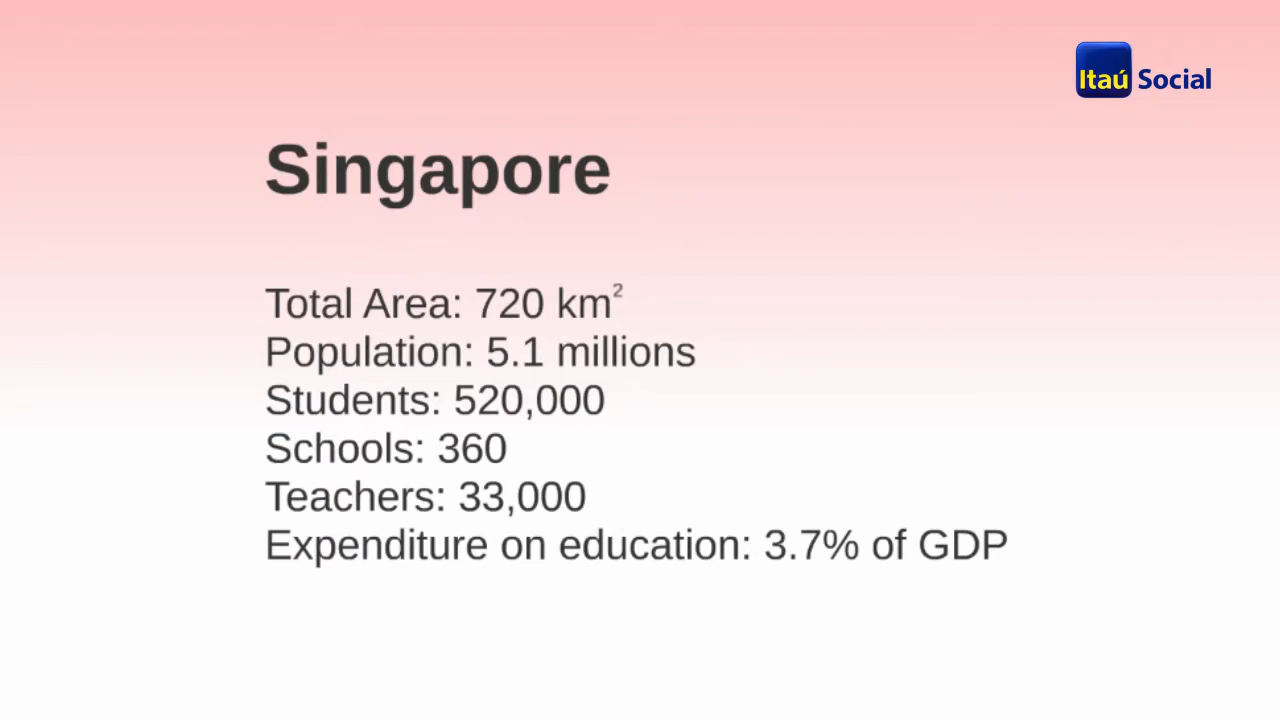 Itaú Social
Singapore
Total Area: 720 km²
Population: 5.1 millions
Students: 520,000
Schools: 360
Teachers: 33,000
Expenditure on education: 3.7% of GDP